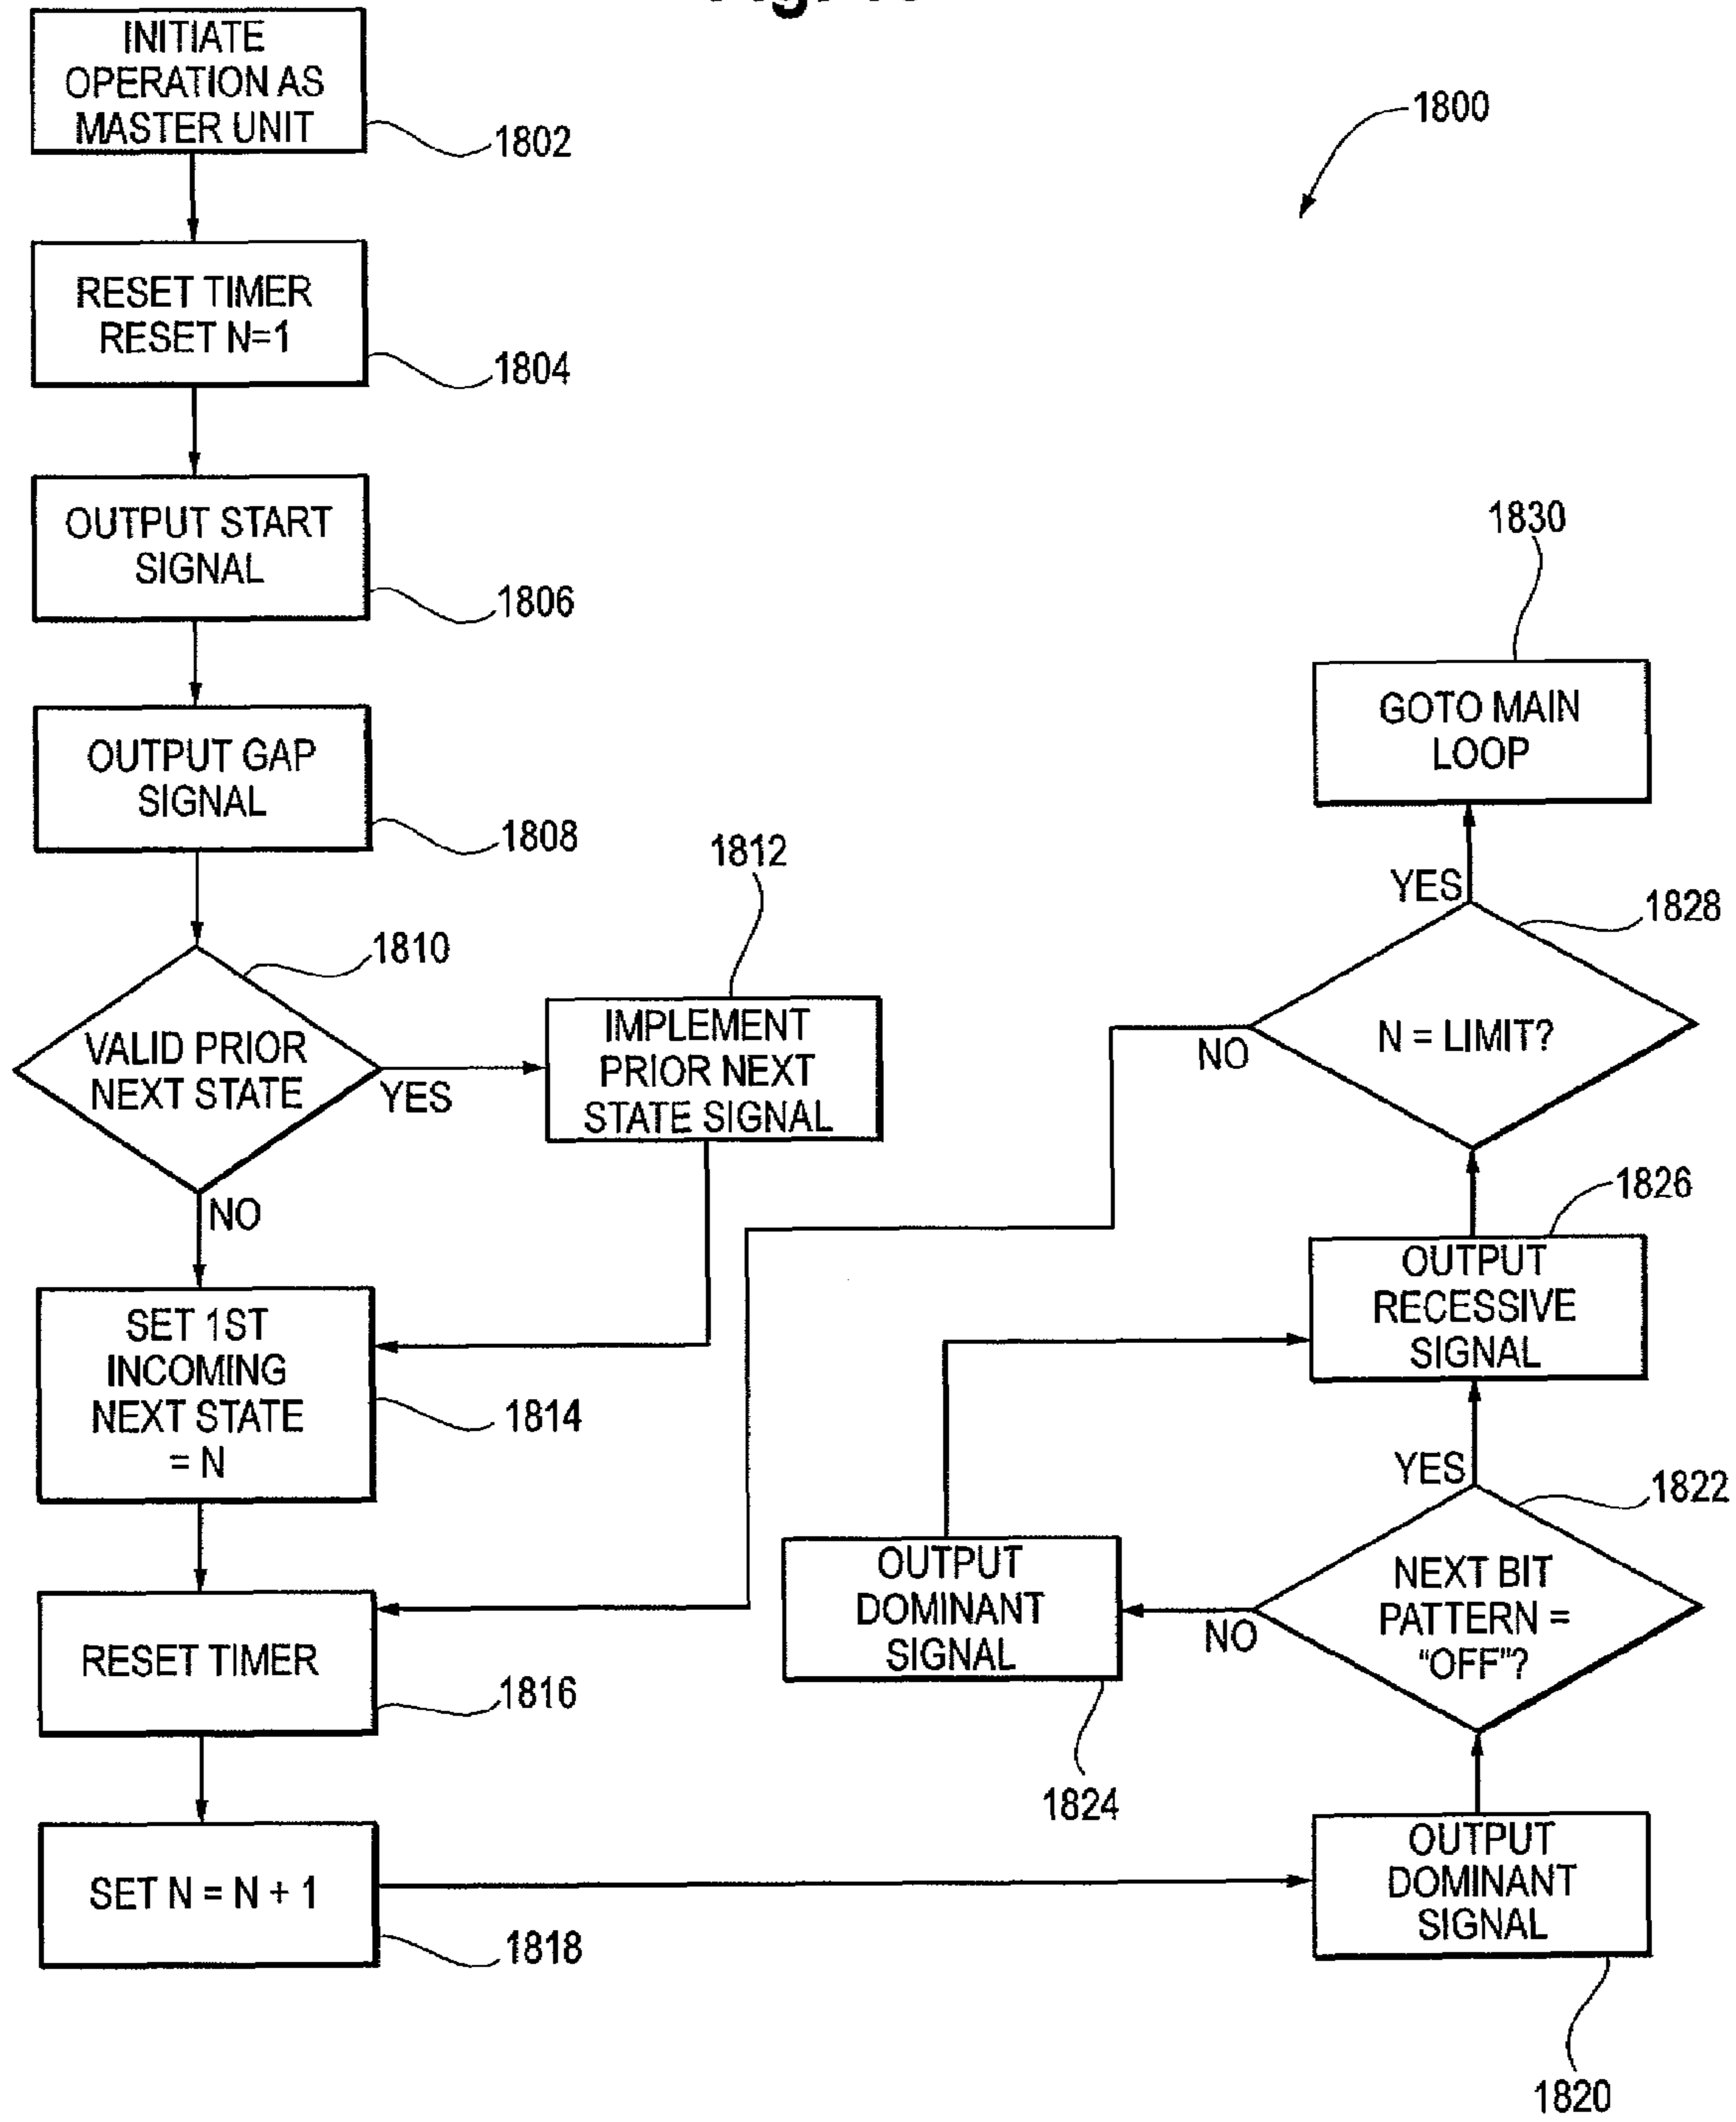 INITIATE
OPERATION AS
MASTER UNIT
1802
1800
RESET TIMER
RESET N=1
1804
OUTPUT START
SIGNAL
1806
OUTPUT GAP
SIGNAL
1808
1810
VALID PRIOR
NEXT STATE
YES
NO
1812
IMPLEMENT
PRIOR NEXT
STATE SIGNAL
SET 1ST
INCOMING
NEXT STATE
= N
1814
RESET TIMER
1816
SET N = N + 1
1818
1830
GOTO MAIN
LOOP
YES
1828
N = LIMIT?
NO
1826
OUTPUT
RECESSIVE
SIGNAL
YES
1822
NEXT BIT
PATTERN =
“OFF”?
NO
OUTPUT
DOMINANT
SIGNAL
1824
OUTPUT
DOMINANT
SIGNAL
1820